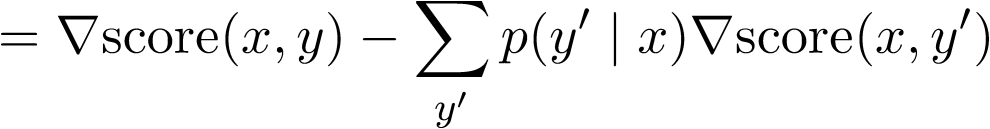 = ∇score(x, y) − ∑_{y′} p(y′ | x)∇score(x, y′)